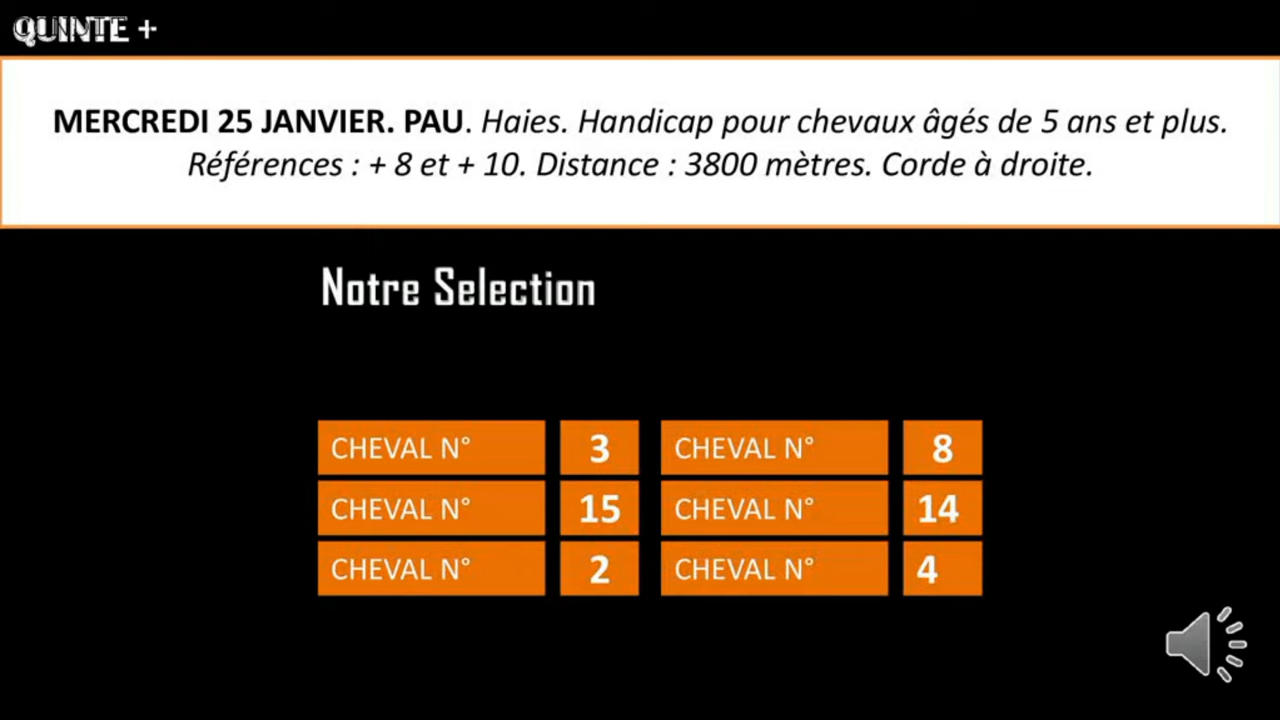 QUINTE +
MERCREDI 25 JANVIER. PAU. Haies. Handicap pour chevaux âgés de 5 ans et plus.
Références : + 8 et + 10. Distance : 3800 mètres. Corde à droite.
Notre Selection
CHEVAL N° 3 CHEVAL N° 8
CHEVAL N° 15 CHEVAL N° 14
CHEVAL N° 2 CHEVAL N° 4